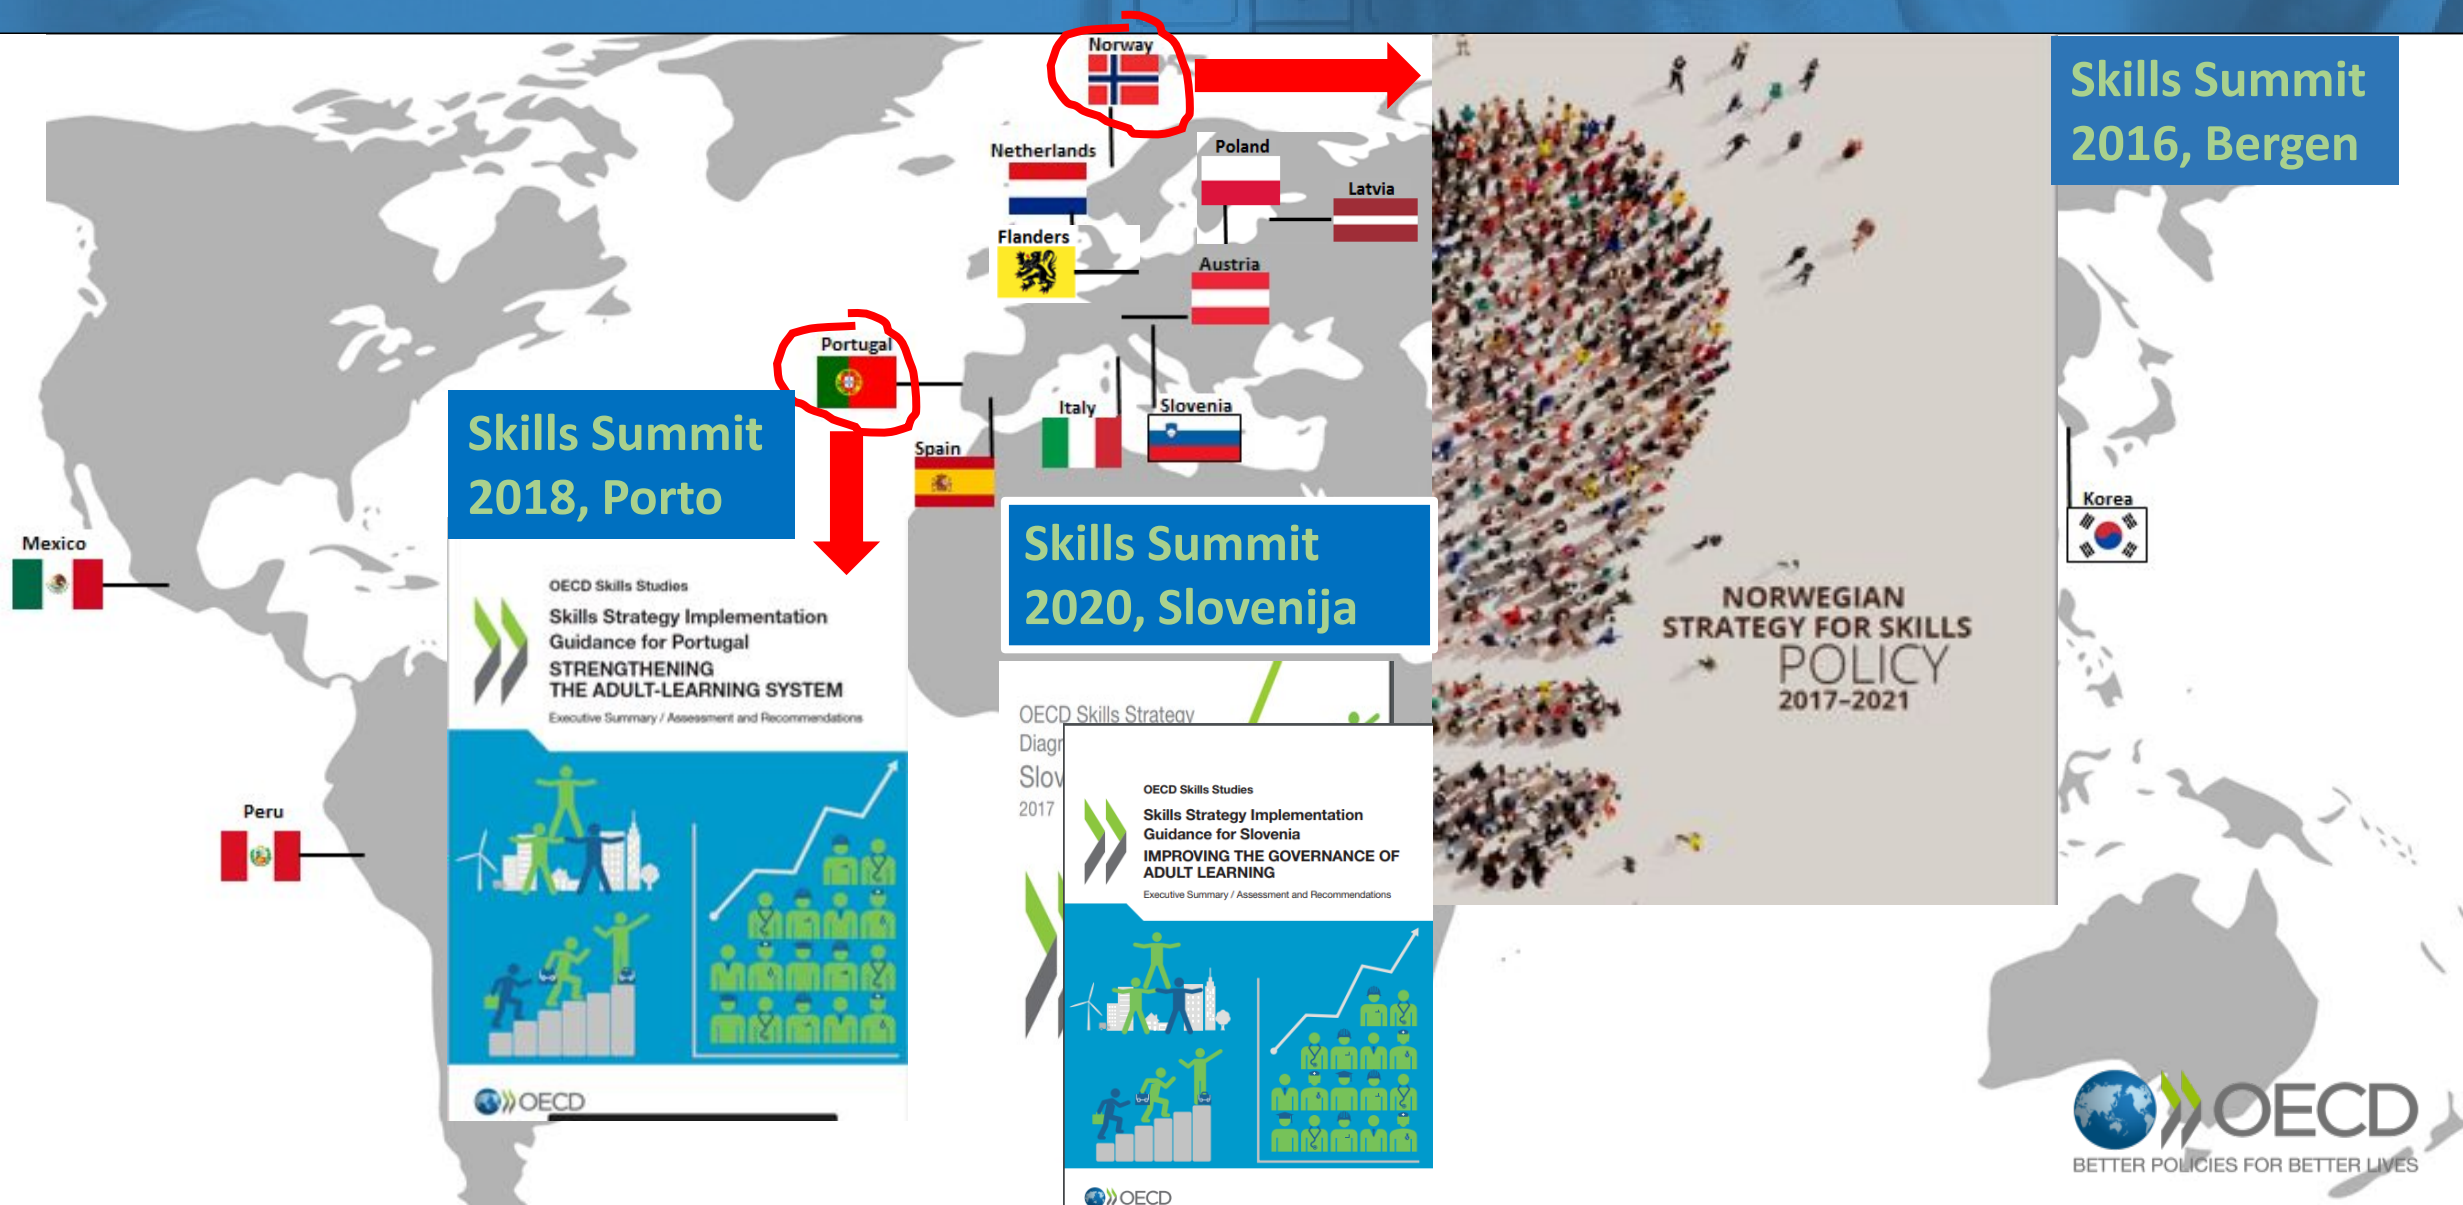 Norway
Skills Summit
2016, Bergen
Netherlands
Poland
Latvia
Flanders
Austria
Portugal
Italy
Slovenia
Spain
Skills Summit
2018, Porto
Skills Summit
2020, Slovenija
Korea
Mexico
Peru
OECD Skills Studies
Skills Strategy Implementation
Guidance for Portugal
STRENGTHENING
THE ADULT-LEARNING SYSTEM
Executive Summary / Assessment and Recommendations
OECD
NORWEGIAN
STRATEGY FOR SKILLS
POLICY
2017–2021
OECD Skills Strategy
2017
OECD Skills Studies
Skills Strategy Implementation
Guidance for Slovenia
IMPROVING THE GOVERNANCE OF
ADULT LEARNING
Executive Summary / Assessment and Recommendations
OECD
OECD
BETTER POLICIES FOR BETTER LIVES